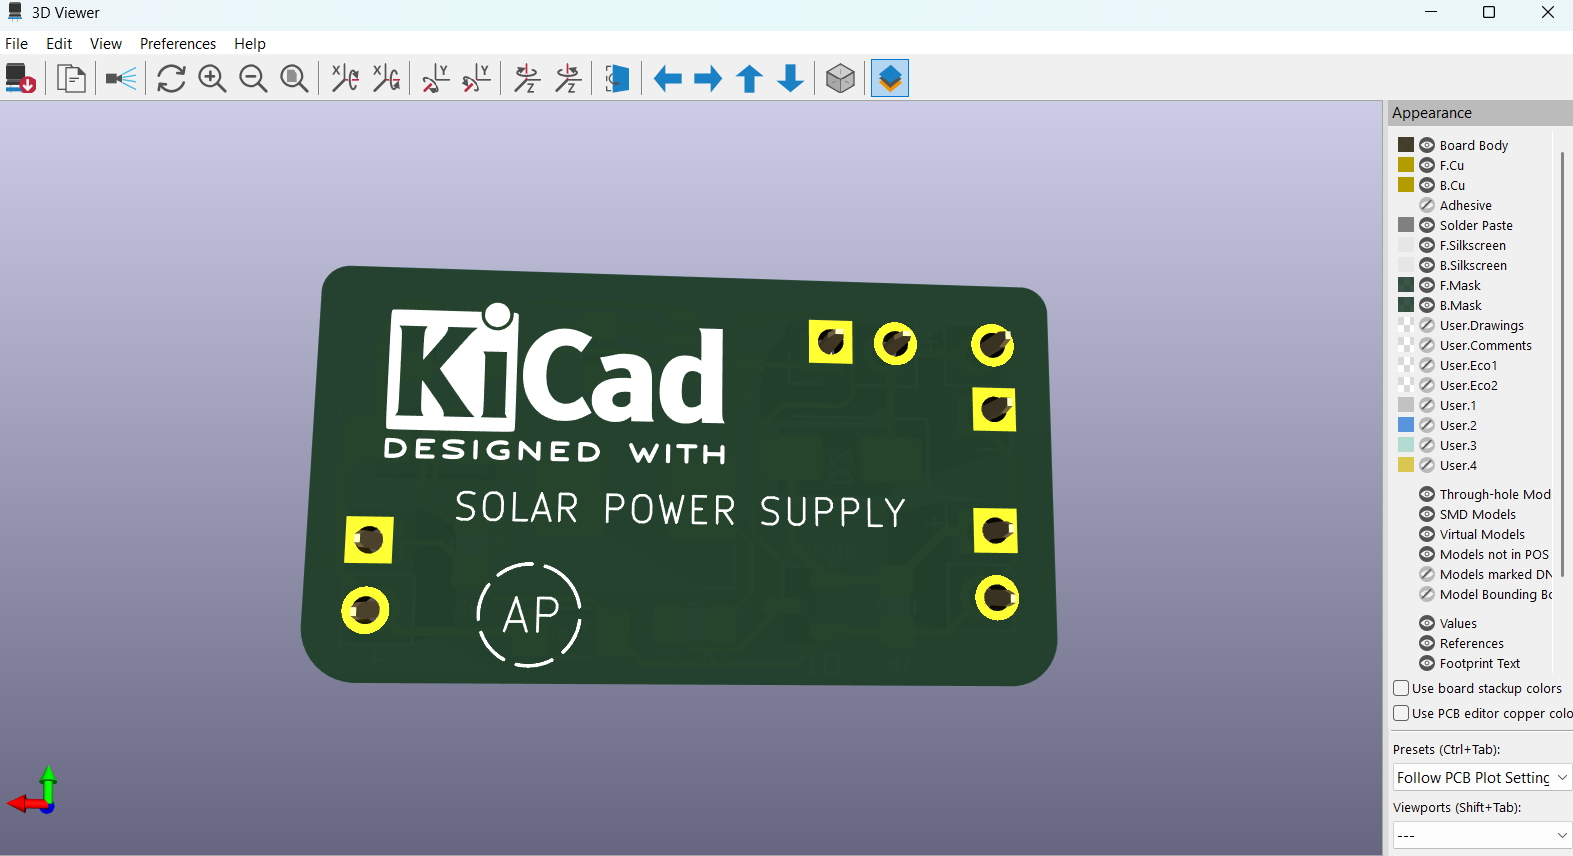 3D Viewer
File Edit View Preferences Help
Appearance
Board Body
F.Cu
B.Cu
Adhesive
Solder Paste
F.Silkscreen
B.Silkscreen
F.Mask
B.Mask
User.Drawings
User.Comments
User.Eco1
User.Eco2
User.1
User.2
User.3
User.4
Through-hole Mod
SMD Models
Virtual Models
Models not in POS
Models marked DN
Model Bounding Bo
Values
References
Footprint Text
Use board stackup colors
Use PCB editor copper colo
Presets (Ctrl+Tab):
Follow PCB Plot Setting
Viewports (Shift+Tab):
---
KiCad
DESIGNED WITH
SOLAR POWER SUPPLY
AP